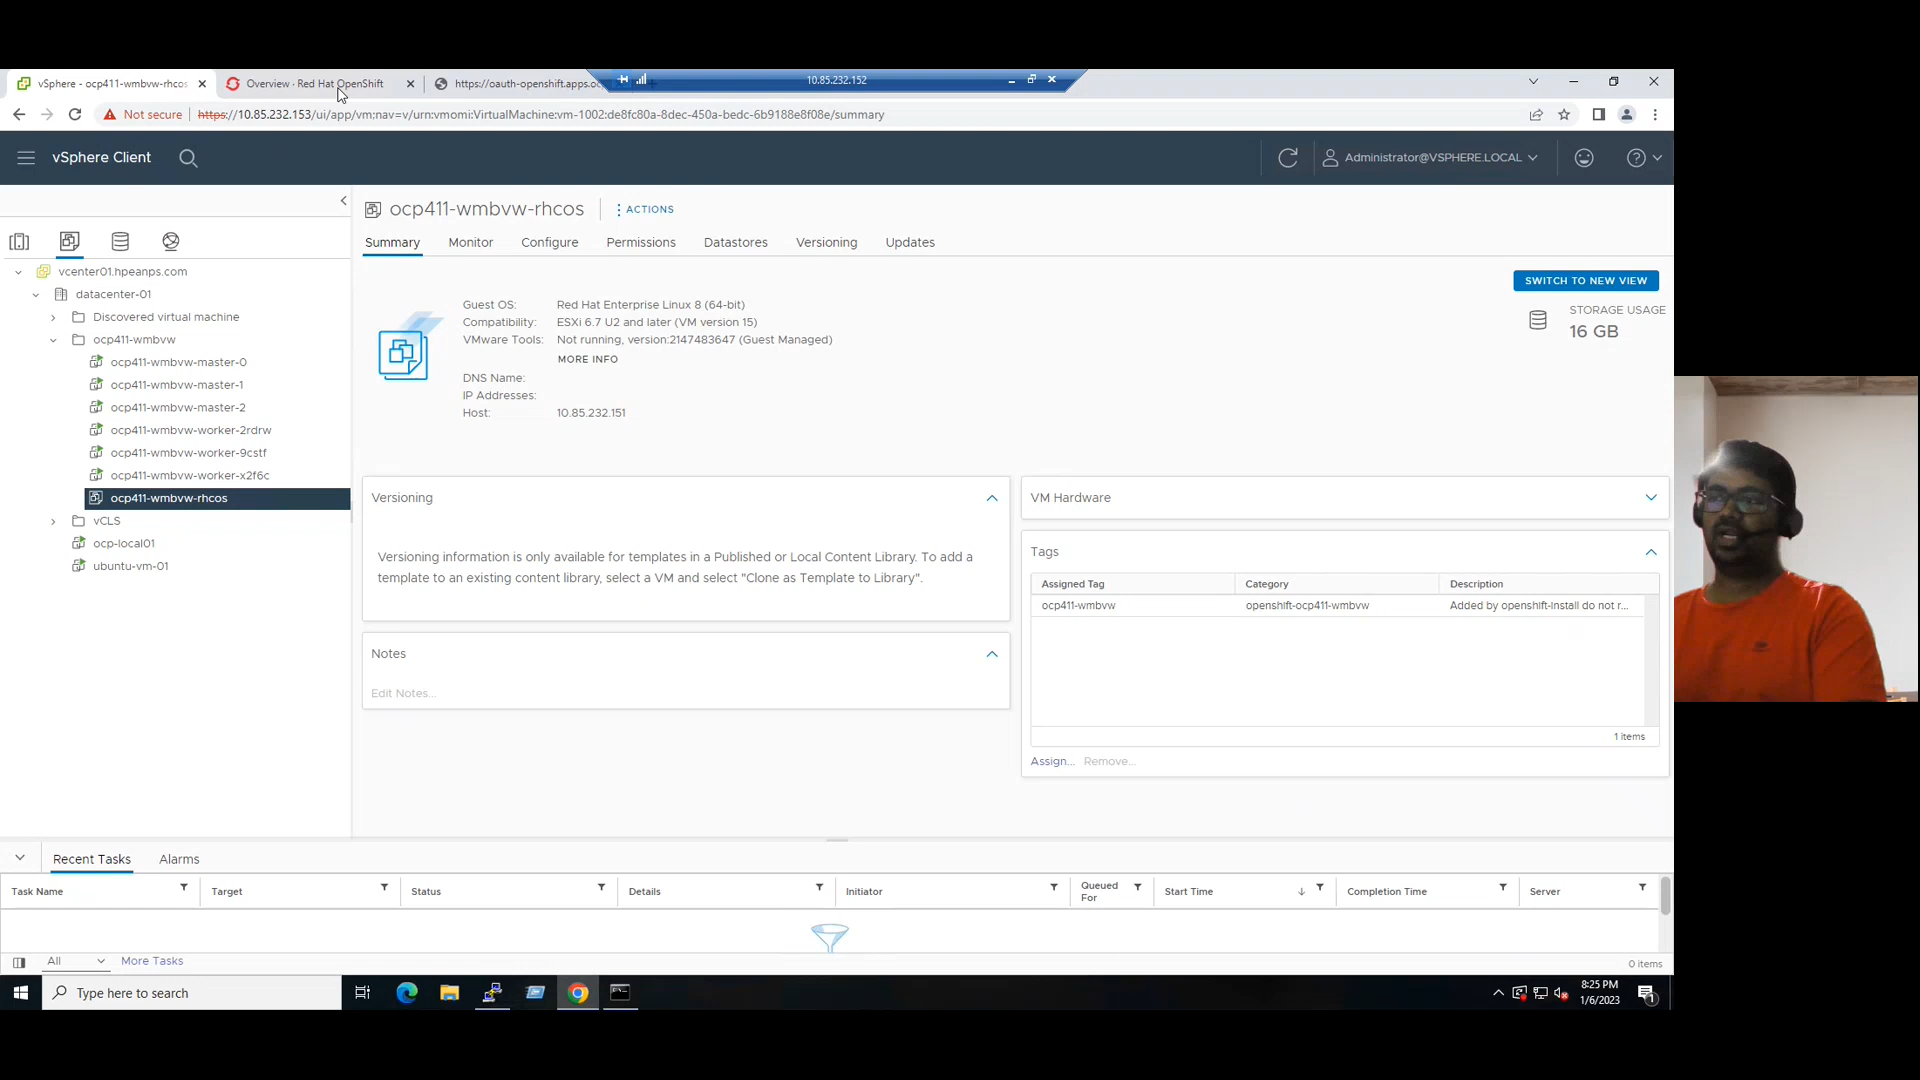 vSphere - ocp411-wmbvw-rhcos
Overview · Red Hat OpenShift
https://oauth-openshift.apps.oc
10.85.232.152
Not secure
https://10.85.232.153/ui/app/vm;nav=v/urn:vmomi:VirtualMachine:vm-1002:de8fc80a-8dec-450a-bedc-6b9188e8f08e/summary
vSphere Client
Administrator@VSPHERE.LOCAL
ocp411-wmbvw-rhcos
ACTIONS
Summary
Monitor
Configure
Permissions
Datastores
Versioning
Updates
vcenter01.hpeanps.com
datacenter-01
Discovered virtual machine
ocp411-wmbvw
ocp411-wmbvw-master-0
ocp411-wmbvw-master-1
ocp411-wmbvw-master-2
ocp411-wmbvw-worker-2rdrw
ocp411-wmbvw-worker-9cstf
ocp411-wmbvw-worker-x2f6c
ocp411-wmbvw-rhcos
vCLS
ocp-local01
ubuntu-vm-01
SWITCH TO NEW VIEW
Guest OS: Red Hat Enterprise Linux 8 (64-bit)
Compatibility: ESXi 6.7 U2 and later (VM version 15)
VMware Tools: Not running, version:2147483647 (Guest Managed)
MORE INFO
DNS Name:
IP Addresses:
Host: 10.85.232.151
STORAGE USAGE
16 GB
Versioning
Versioning information is only available for templates in a Published or Local Content Library. To add a
template to an existing content library, select a VM and select "Clone as Template to Library".
Notes
Edit Notes...
VM Hardware
Tags
Assigned Tag Category Description
ocp411-wmbvw openshift-ocp411-wmbvw Added by openshift-install do not r...
1 items
Assign... Remove...
Recent Tasks
Alarms
Task Name Target Status Details Initiator Queued For Start Time Completion Time Server
All
More Tasks
0 items
Type here to search
8:25 PM
1/6/2023
1